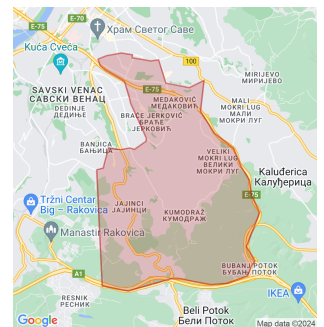 E-75
Храм Светог Саве
Kuća Cveća
E-75
100
MIRIJEVO
МИРИЈЕВО
SAVSKI VENAC
САВСКИ ВЕНАЦ
DEDINJE
ДЕДИЊЕ
MEDAKOVIĆ
МЕДАКОВИЋ
MALI
MOKRI LUG
МАЛИ
МОКРИ ЛУГ
BRAĆE JERKOVIĆ
БРАЋЕ
ЈЕРКОВИЋ
BANJICA
БАЊИЦА
VELIKI
MOKRI LUG
ВЕЛИКИ
МОКРИ ЛУГ
Kaluđerica
Калуђерица
E-75
Tržni Centar
Big – Rakovica
JAJINCI
ЈАЈИНЦИ
KUMODRAŽ
КУМОДРАЖ
Manastir Rakovica
A1
BUBANJ POTOK
БУБАЊ ПОТОК
RESNIK
РЕСНИК
IKEA
Beli Potok
Бели Поток
Google
Map data ©2024